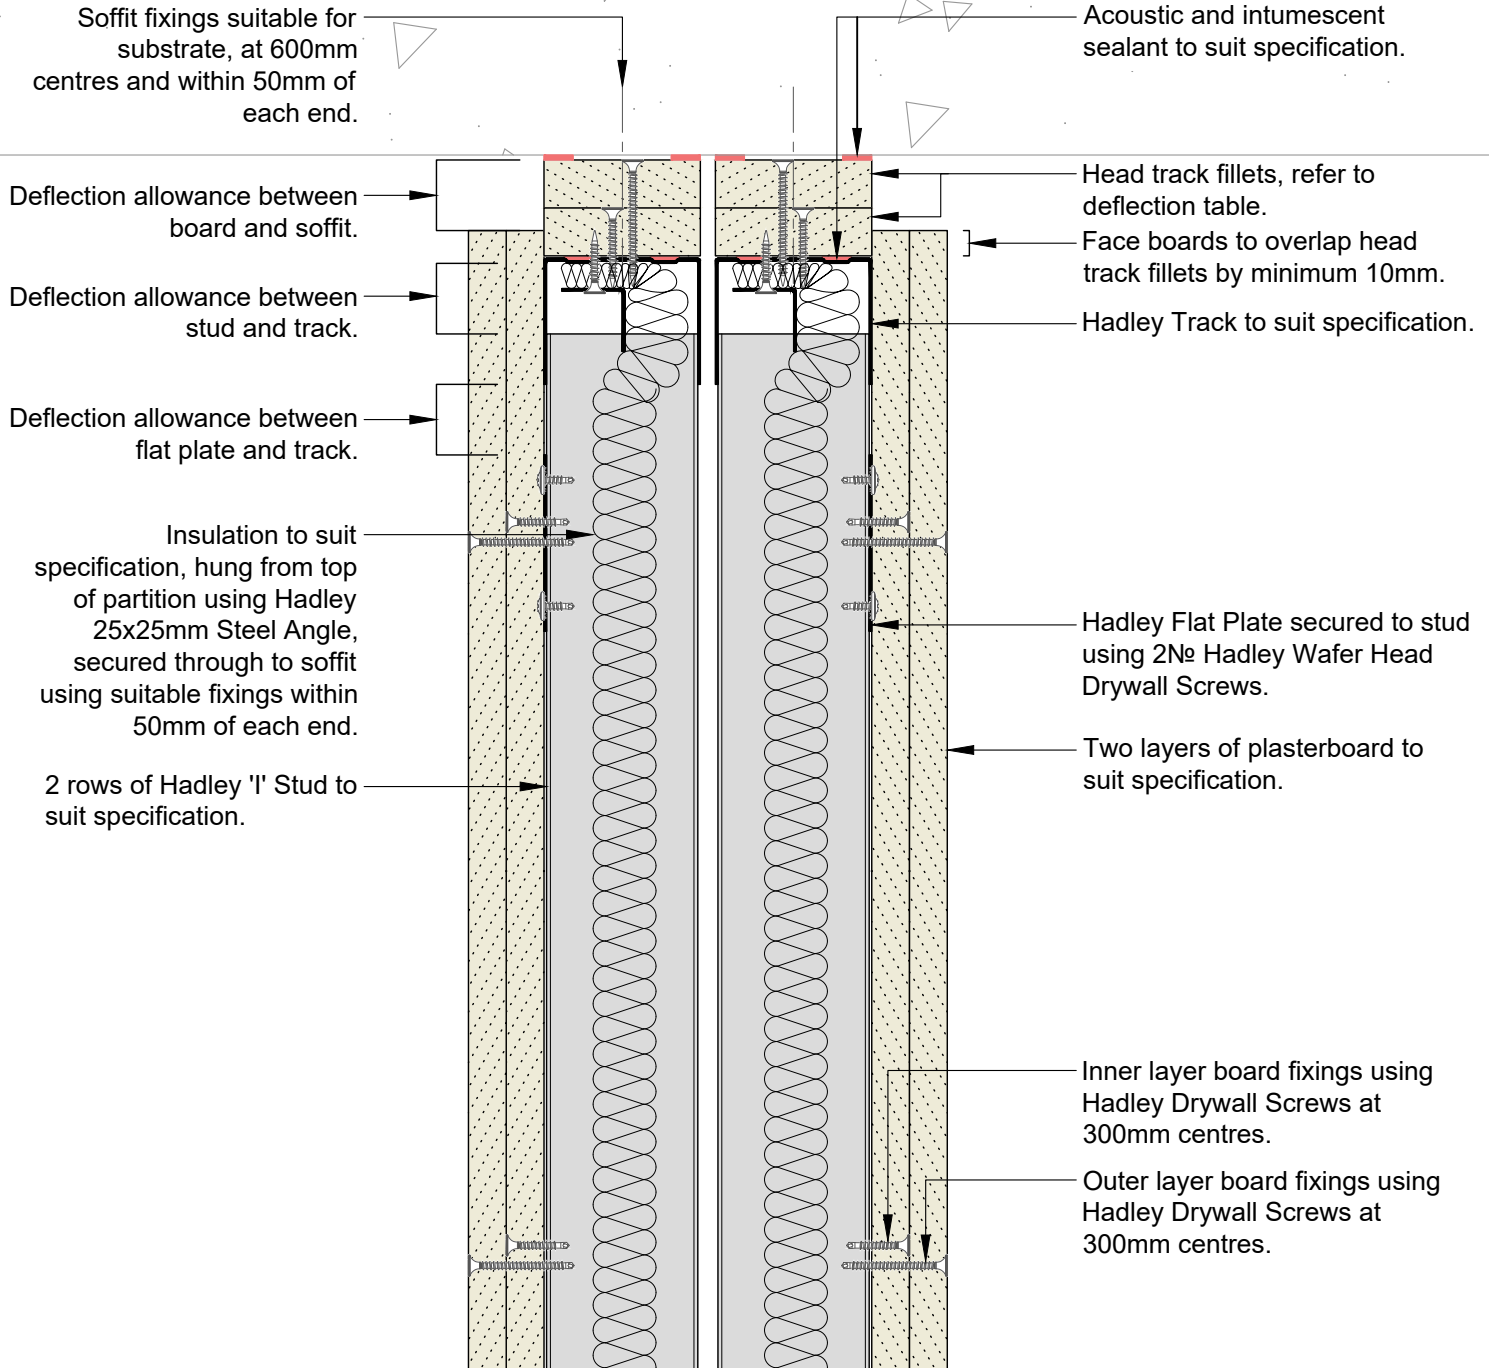 Soffit fixings suitable for
substrate, at 600mm
centres and within 50mm of
each end.
Deflection allowance between
board and soffit.
Deflection allowance between
stud and track.
Deflection allowance between
flat plate and track.
Insulation to suit
specification, hung from top
of partition using Hadley
25x25mm Steel Angle,
secured through to soffit
using suitable fixings within
50mm of each end.
2 rows of Hadley 'I' Stud to
suit specification.
Acoustic and intumescent
sealant to suit specification.
Head track fillets, refer to
deflection table.
Face boards to overlap head
track fillets by minimum 10mm.
Hadley Track to suit specification.
Hadley Flat Plate secured to stud
using 2№ Hadley Wafer Head
Drywall Screws.
Two layers of plasterboard to
suit specification.
Inner layer board fixings using
Hadley Drywall Screws at
300mm centres.
Outer layer board fixings using
Hadley Drywall Screws at
300mm centres.